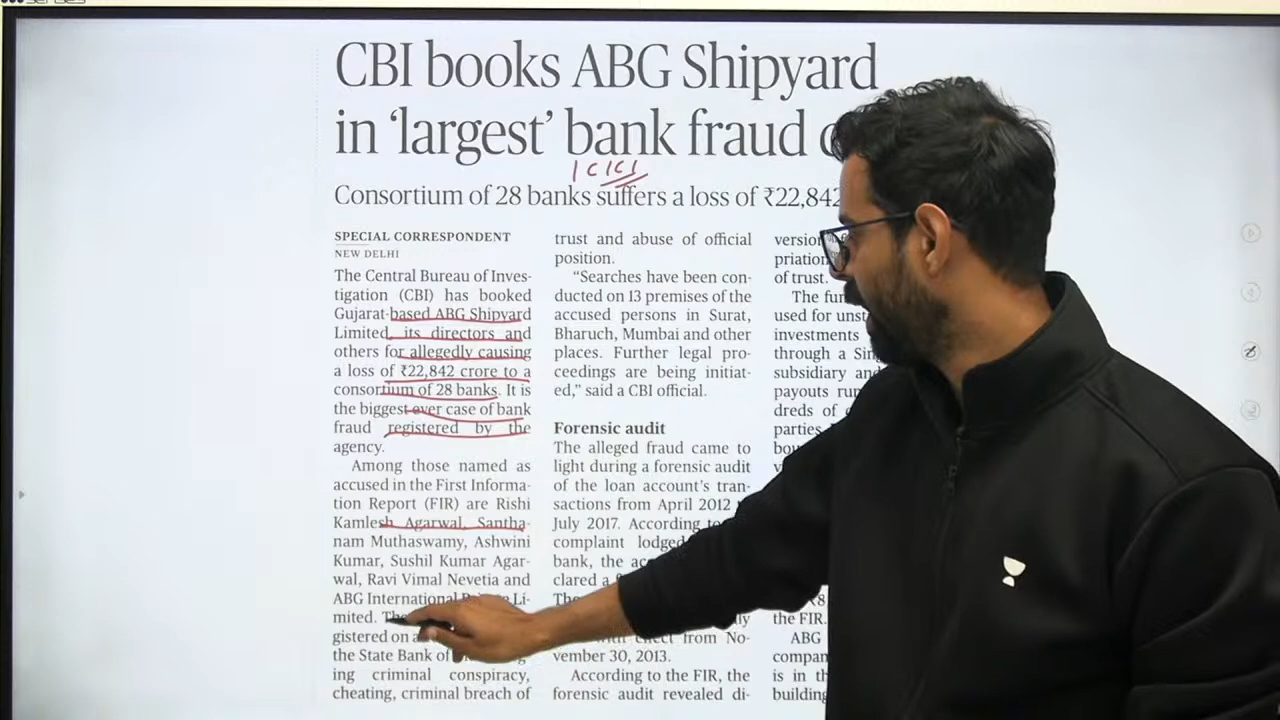 CBI books ABG Shipyard
in ‘largest’ bank fraud
ICICI
Consortium of 28 banks suffers a loss of ₹22,842
SPECIAL CORRESPONDENT
NEW DELHI
The Central Bureau of Inves-
tigation (CBI) has booked
Gujarat-based ABG Shipyard
Limited, its directors and
others for allegedly causing
a loss of ₹22,842 crore to a
consortium of 28 banks. It is
the biggest ever case of bank
fraud registered by the
agency.
Among those named as
accused in the First Informa-
tion Report (FIR) are Rishi
Kamlesh Agarwal, Santha-
nam Muthaswamy, Ashwini
Kumar, Sushil Kumar Agar-
wal, Ravi Vimal Nevetia and
ABG International Li-
mited.
gistered on
the State Bank of
ing criminal conspiracy,
cheating, criminal breach of
trust and abuse of official
position.
“Searches have been con-
ducted on 13 premises of the
accused persons in Surat,
Bharuch, Mumbai and other
places. Further legal pro-
ceedings are being initiat-
ed,” said a CBI official.
Forensic audit
The alleged fraud came to
light during a forensic audit
of the loan account’s tran-
sactions from April 2012
July 2017. According to
complaint lodged
bank, the
clared a
from No-
vember 30, 2013.
According to the FIR, the
forensic audit revealed di-
version
priation
of trust.
The
used for
investments
through a
subsidiary and
payouts
dreds of
parties.
the FIR.
ABG
is in
building